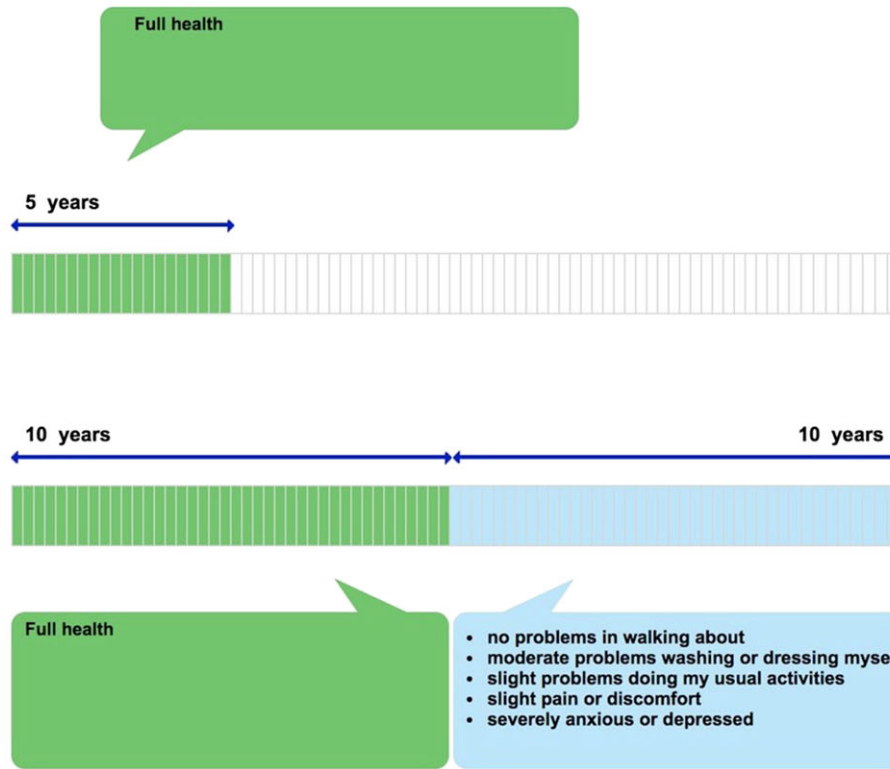 Full health
5 years
10 years
10 years
Full health
• no problems in walking about
• moderate problems washing or dressing myse
• slight problems doing my usual activities
• slight pain or discomfort
• severely anxious or depressed